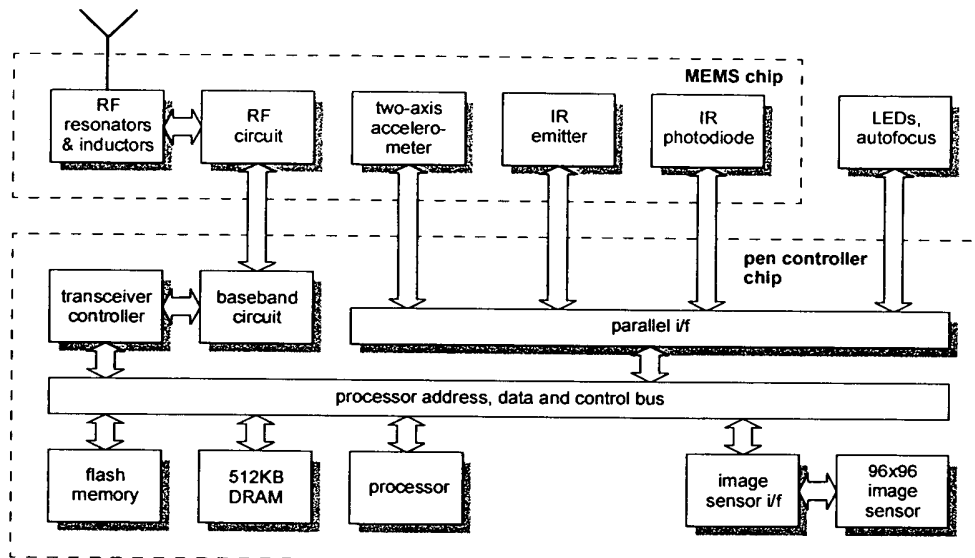 MEMS chip
RF
resonators
& inductors
RF
circuit
two-axis
accelero-
meter
IR
emitter
IR
photodiode
LEDs,
autofocus
pen controller
chip
transceiver
controller
baseband
circuit
parallel i/f
processor address, data and control bus
flash
memory
512KB
DRAM
processor
image
sensor i/f
96x96
image
sensor